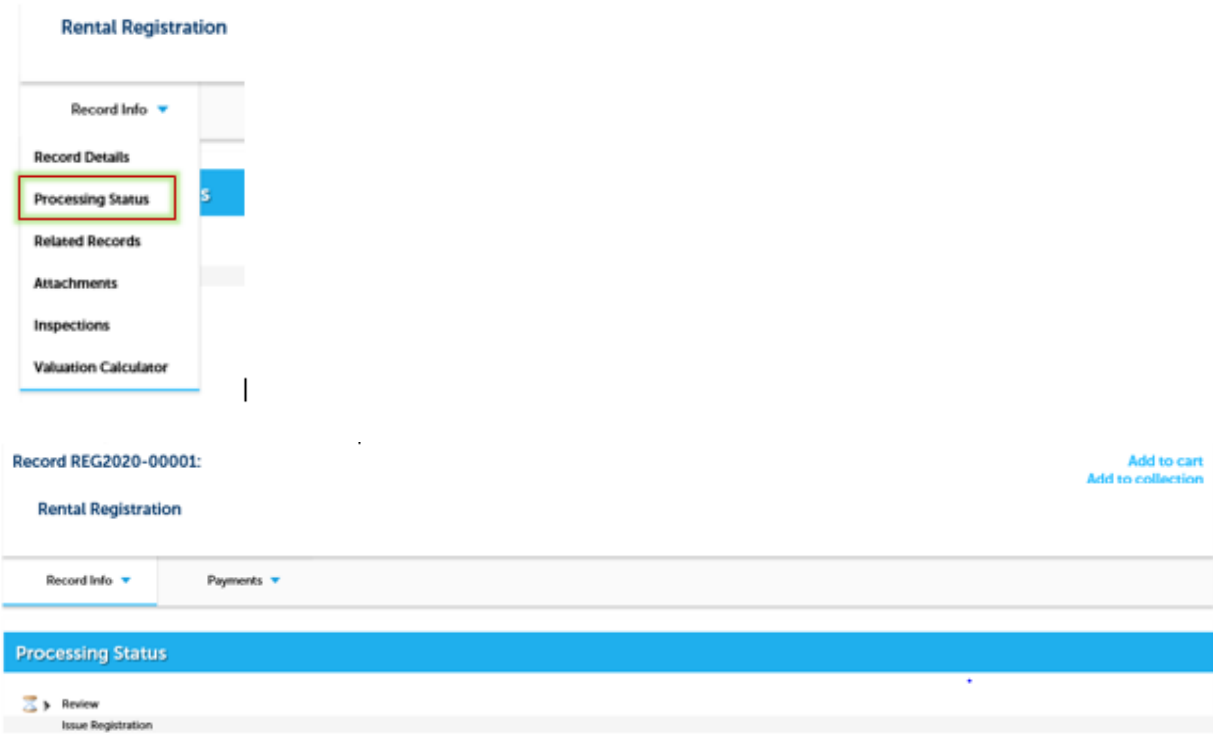 Rental Registration
Record Info
Record Details
Processing Status
s
Related Records
Attachments
Inspections
Valuation Calculator
Record REG2020-00001:
Add to cart
Add to collection
Rental Registration
Record Info
Payments
Processing Status
Review
Issue Registration